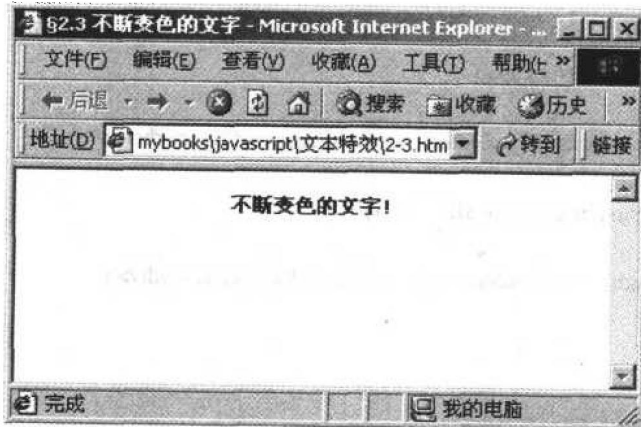 §2.3 不断变色的文字 - Microsoft Internet Explorer - ...
文件(F) 编辑(E) 查看(V) 收藏(A) 工具(T) 帮助(H »
后退 搜索 收藏 历史 »
地址(D) mybooks\javascript\文本特效\2-3.htm 转到 链接
不断变色的文字!
完成 我的电脑